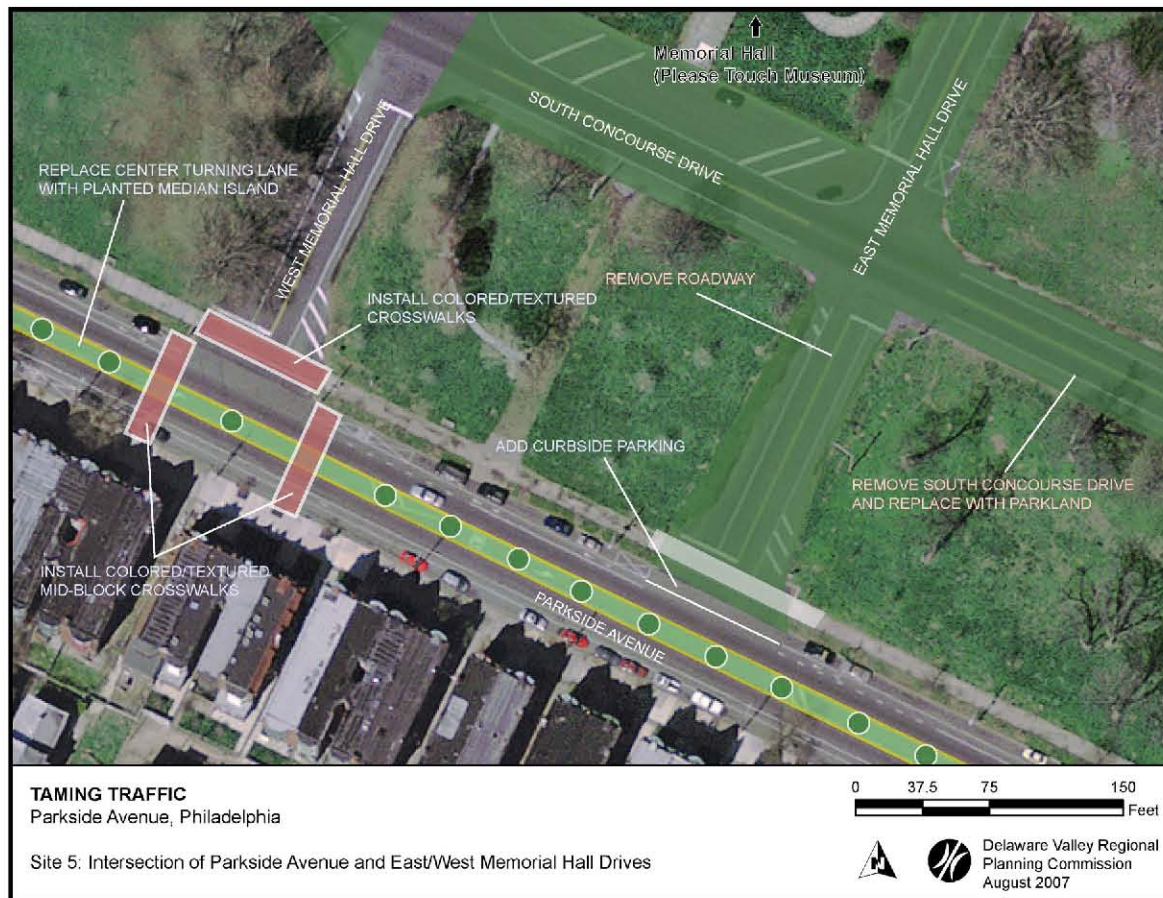 Memorial Hall
(Please Touch Museum)
SOUTH CONCOURSE DRIVE
EAST MEMORIAL HALL DRIVE
WEST MEMORIAL HALL DRIVE
REPLACE CENTER TURNING LANE
WITH PLANTED MEDIAN ISLAND
INSTALL COLORED/TEXTURED
CROSSWALKS
REMOVE ROADWAY
ADD CURBSIDE PARKING
REMOVE SOUTH CONCOURSE DRIVE
AND REPLACE WITH PARKLAND
INSTALL COLORED/TEXTURED
MID-BLOCK CROSSWALKS
PARKSIDE AVENUE
TAMING TRAFFIC
Parkside Avenue, Philadelphia
Site 5: Intersection of Parkside Avenue and East/West Memorial Hall Drives
0 37.5 75 150
Feet
N
Delaware Valley Regional
Planning Commission
August 2007